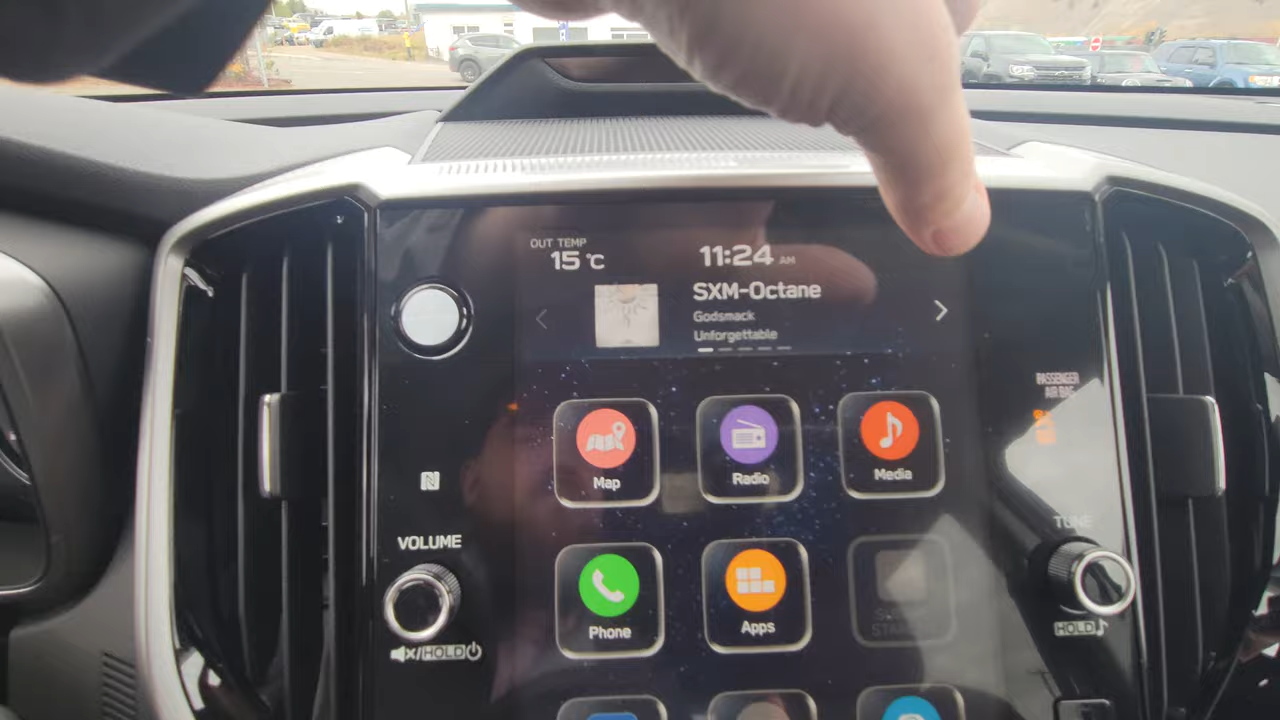 OUT TEMP
15 °C
11:24 AM
SXM-Octane
Godsmack
Unforgettable
PASSENGER
AIR BAG
Map
Radio
Media
N
VOLUME
TUNE
Phone
Apps
HOLD
/HOLD